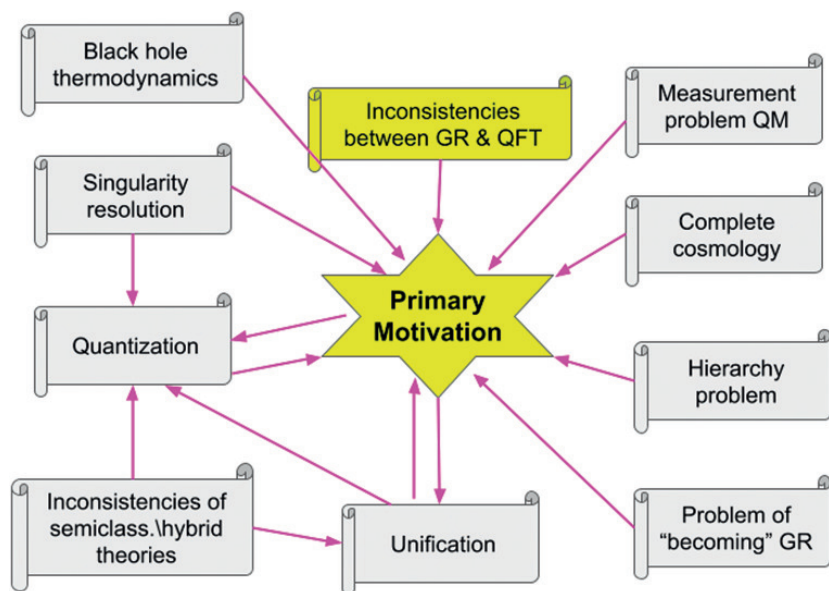 Black hole
thermodynamics
Inconsistencies
between GR & QFT
Measurement
problem QM
Singularity
resolution
Complete
cosmology
Primary
Motivation
Quantization
Hierarchy
problem
Inconsistencies of
semiclass.\hybrid
theories
Unification
Problem of
“becoming” GR